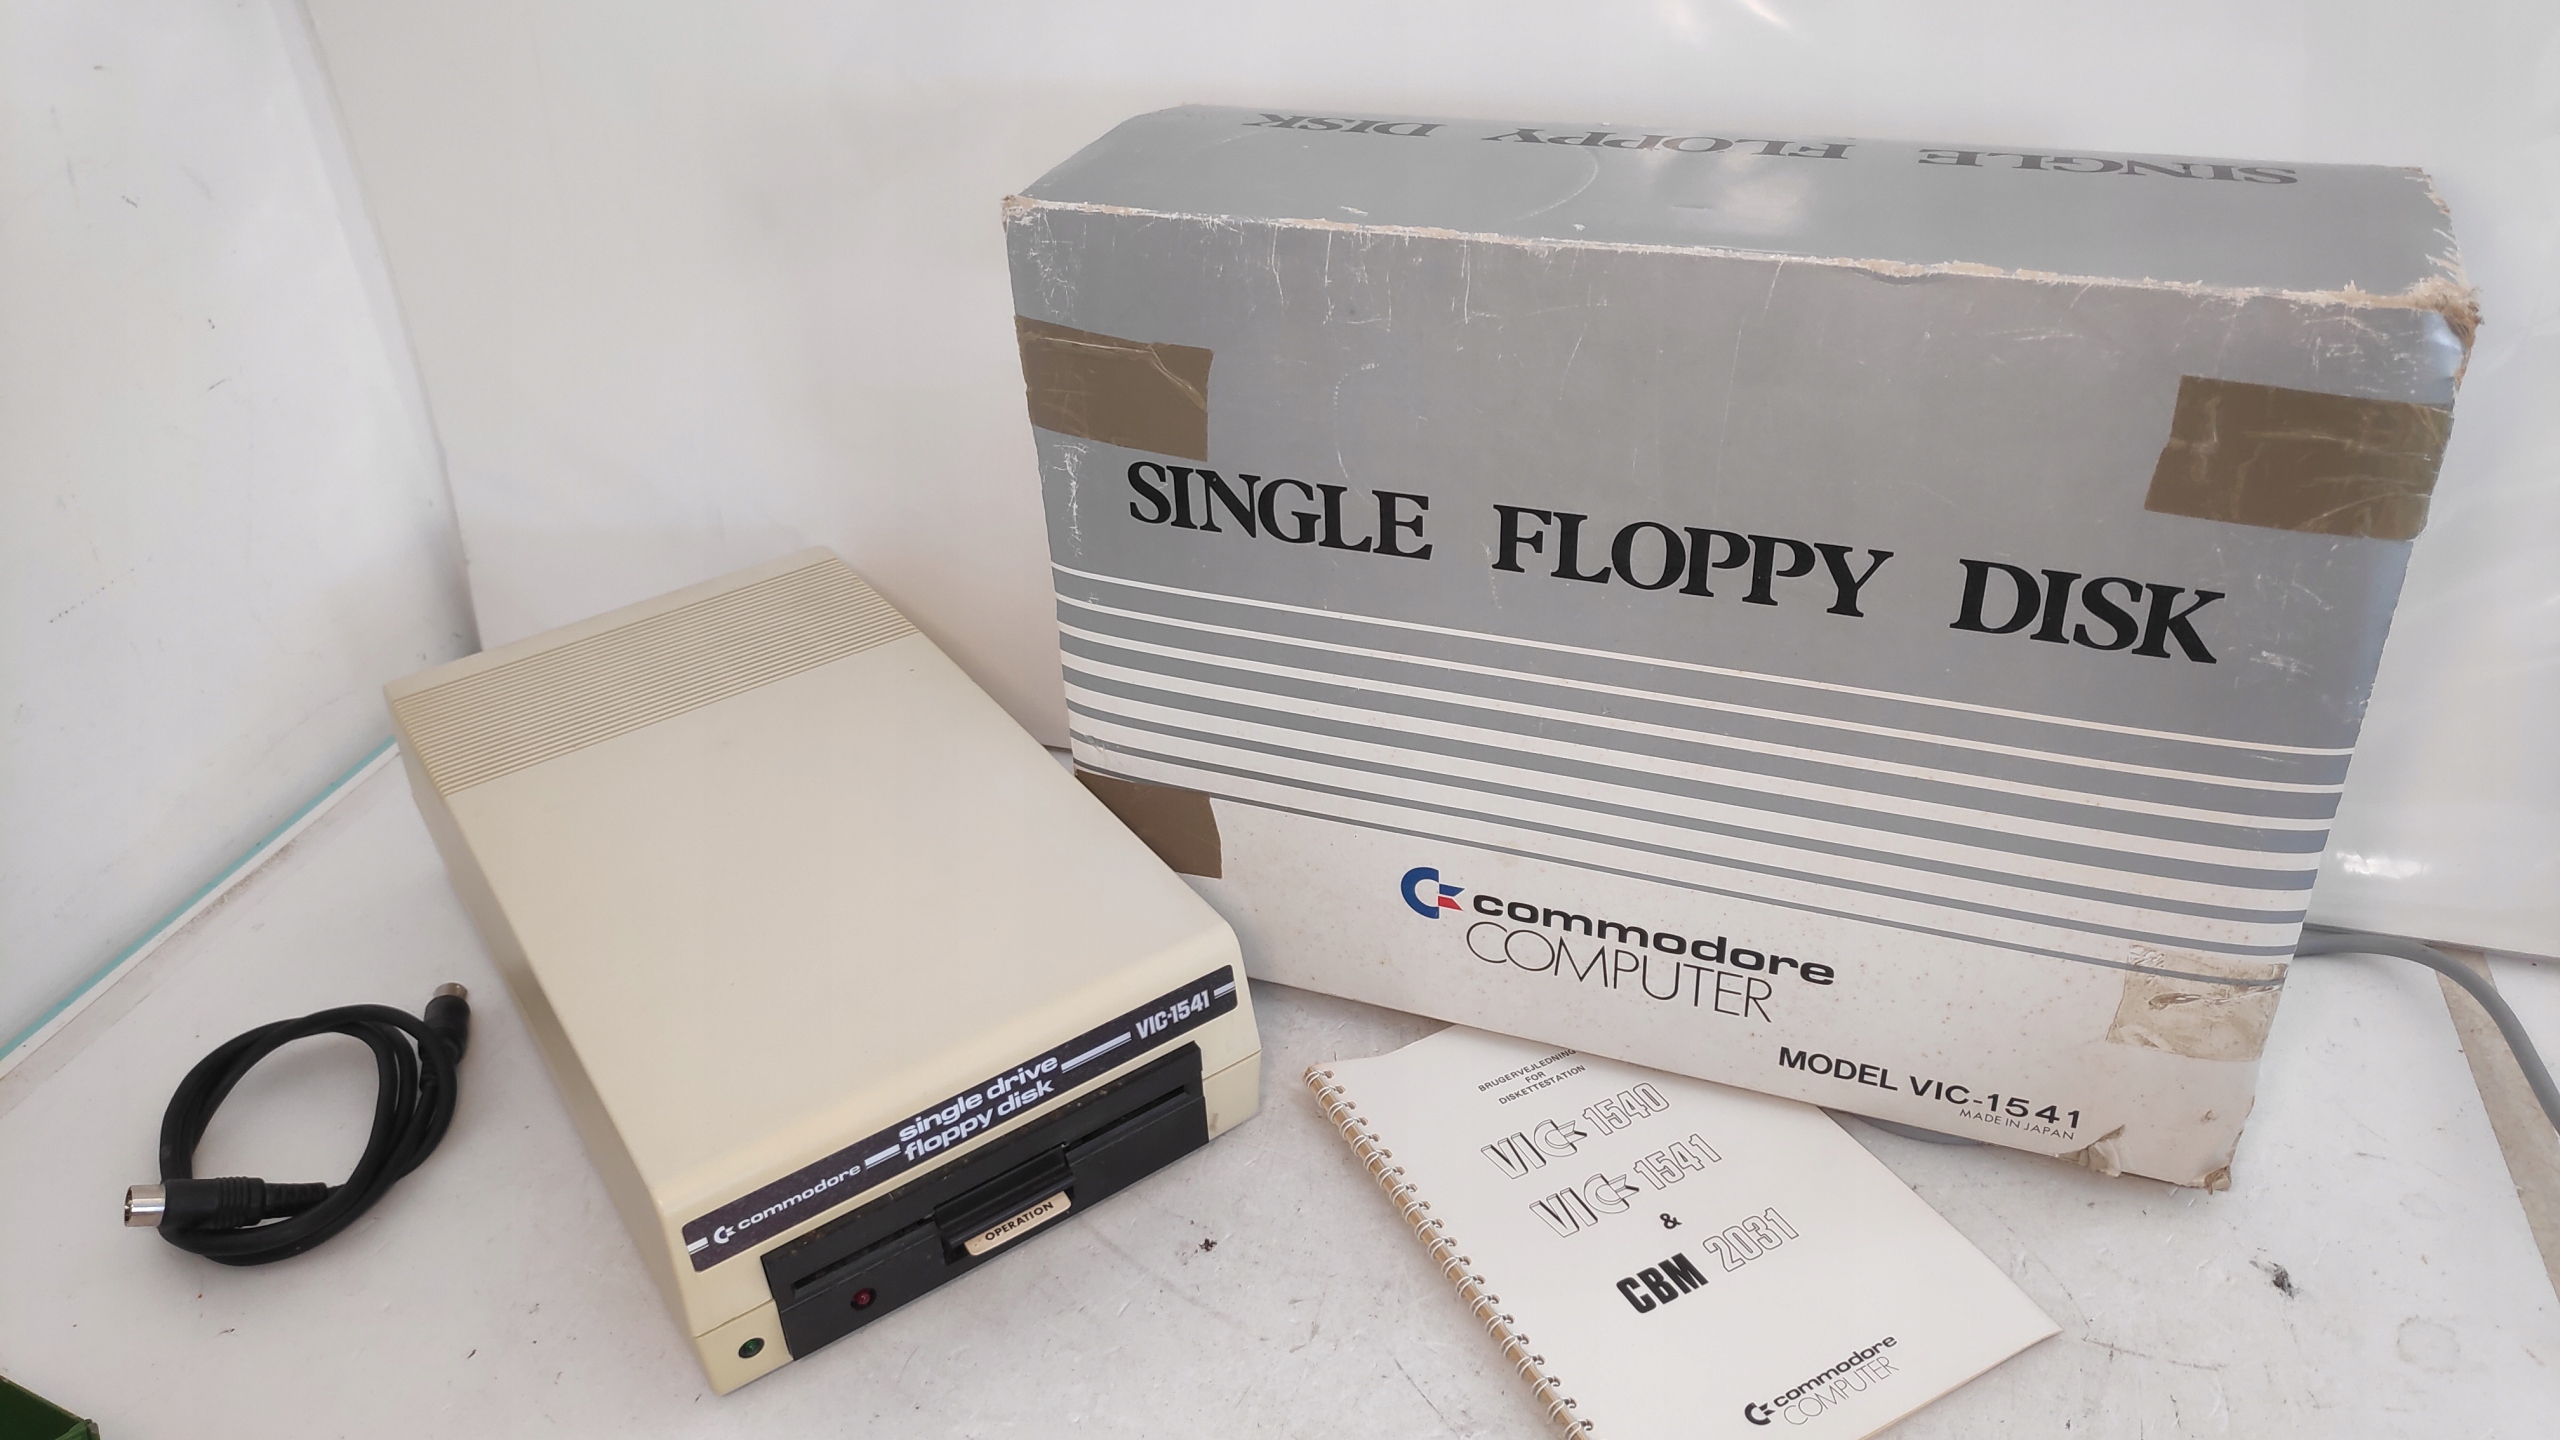 SINGLE FLOPPY DISK
SINGLE FLOPPY DISK
commodore
COMPUTER
MODEL VIC-1541
MADE IN JAPAN
commodore
single drive
floppy disk
VIC-1541
OPERATION
BRUGERVEJLEDNING
FOR
DISKETTESTATION
VIC 1540
VIC 1541
&
CBM 2031
commodore
COMPUTER